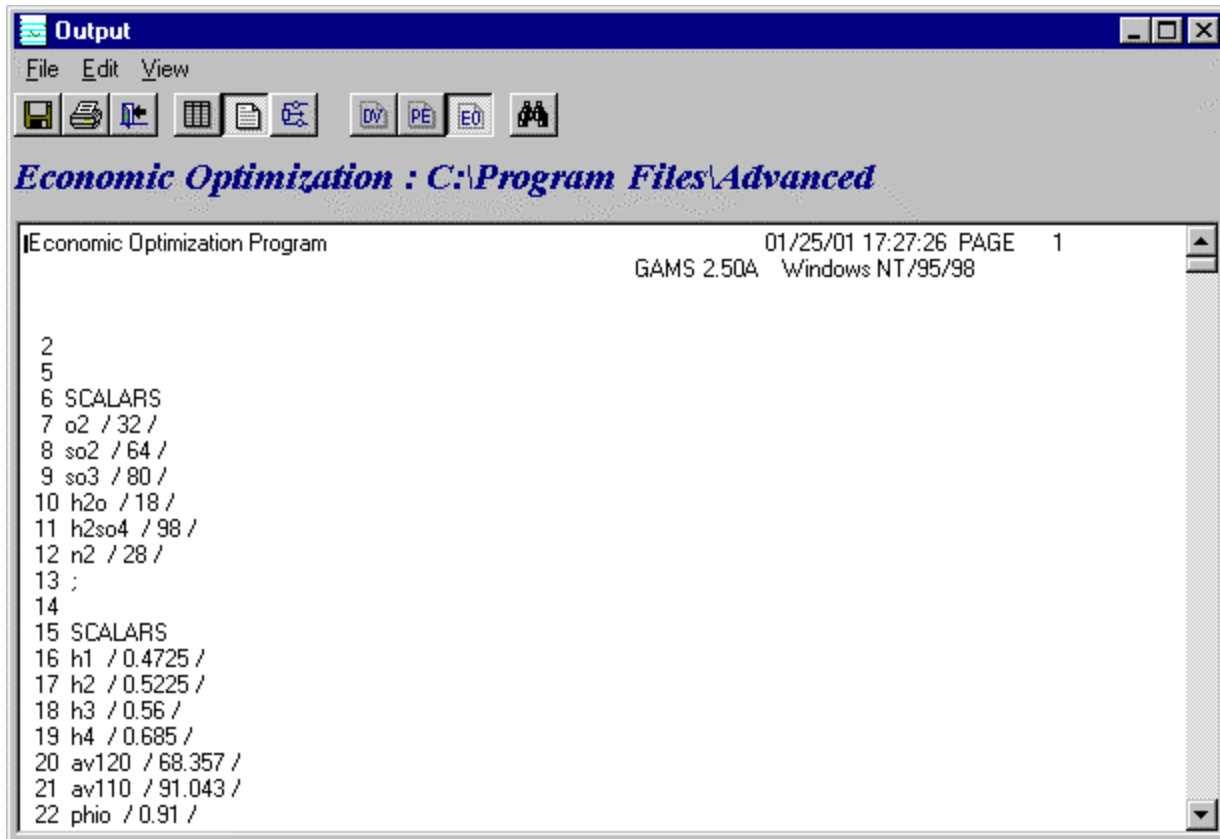 Output
File Edit View
DV PE EO
Economic Optimization : C:\Program Files\Advanced
Economic Optimization Program 01/25/01 17:27:26 PAGE 1
GAMS 2.50A Windows NT/95/98
2
5
6 SCALARS
7 o2 / 32 /
8 so2 / 64 /
9 so3 / 80 /
10 h2o / 18 /
11 h2so4 / 98 /
12 n2 / 28 /
13 ;
14
15 SCALARS
16 h1 / 0.4725 /
17 h2 / 0.5225 /
18 h3 / 0.56 /
19 h4 / 0.685 /
20 av120 / 68.357 /
21 av110 / 91.043 /
22 phio / 0.91 /